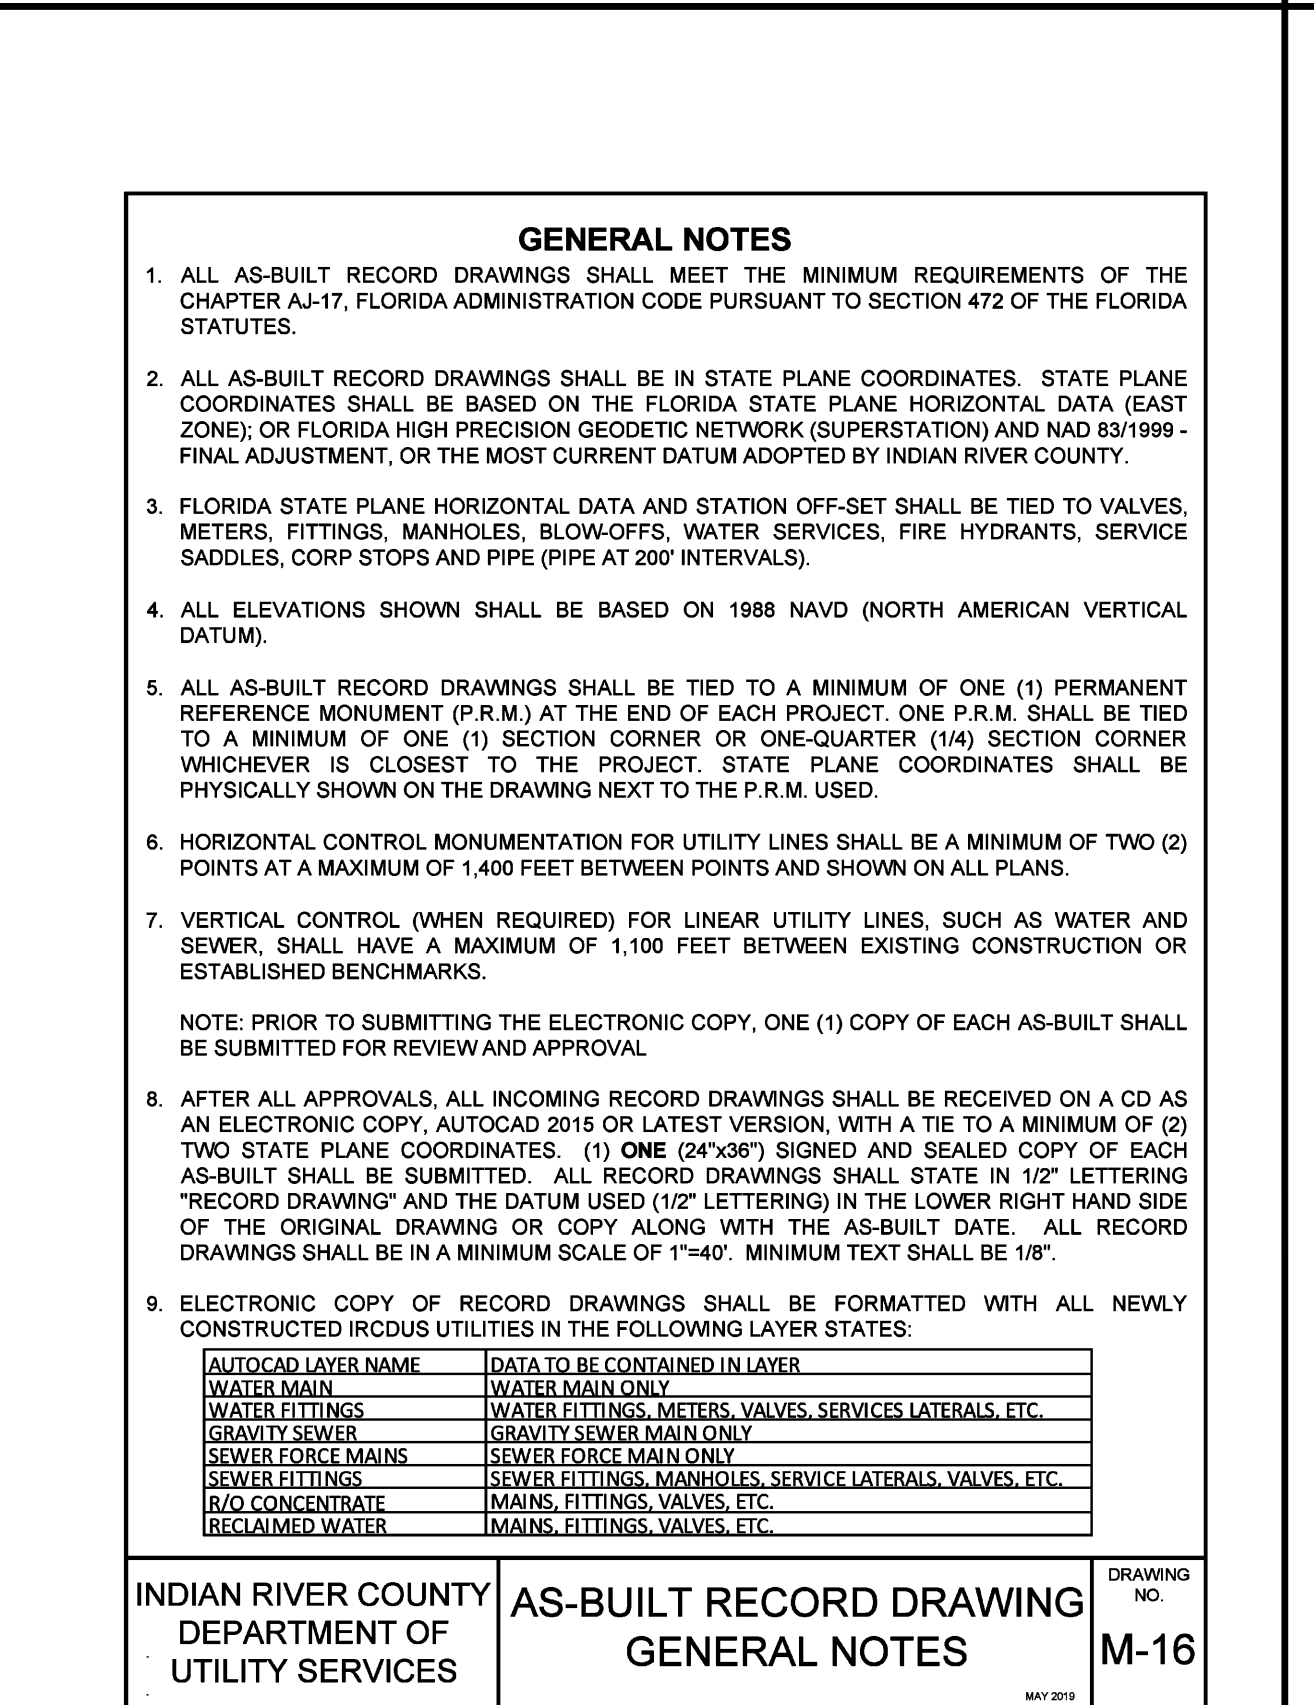 GENERAL NOTES
1. ALL AS-BUILT RECORD DRAWINGS SHALL MEET THE MINIMUM REQUIREMENTS OF THE
CHAPTER AJ-17, FLORIDA ADMINISTRATION CODE PURSUANT TO SECTION 472 OF THE FLORIDA
STATUTES.
2. ALL AS-BUILT RECORD DRAWINGS SHALL BE IN STATE PLANE COORDINATES. STATE PLANE
COORDINATES SHALL BE BASED ON THE FLORIDA STATE PLANE HORIZONTAL DATA (EAST
ZONE); OR FLORIDA HIGH PRECISION GEODETIC NETWORK (SUPERSTATION) AND NAD 83/1999 -
FINAL ADJUSTMENT, OR THE MOST CURRENT DATUM ADOPTED BY INDIAN RIVER COUNTY.
3. FLORIDA STATE PLANE HORIZONTAL DATA AND STATION OFF-SET SHALL BE TIED TO VALVES,
METERS, FITTINGS, MANHOLES, BLOW-OFFS, WATER SERVICES, FIRE HYDRANTS, SERVICE
SADDLES, CORP STOPS AND PIPE (PIPE AT 200' INTERVALS).
4. ALL ELEVATIONS SHOWN SHALL BE BASED ON 1988 NAVD (NORTH AMERICAN VERTICAL
DATUM).
5. ALL AS-BUILT RECORD DRAWINGS SHALL BE TIED TO A MINIMUM OF ONE (1) PERMANENT
REFERENCE MONUMENT (P.R.M.) AT THE END OF EACH PROJECT. ONE P.R.M. SHALL BE TIED
TO A MINIMUM OF ONE (1) SECTION CORNER OR ONE-QUARTER (1/4) SECTION CORNER
WHICHEVER IS CLOSEST TO THE PROJECT. STATE PLANE COORDINATES SHALL BE
PHYSICALLY SHOWN ON THE DRAWING NEXT TO THE P.R.M. USED.
6. HORIZONTAL CONTROL MONUMENTATION FOR UTILITY LINES SHALL BE A MINIMUM OF TWO (2)
POINTS AT A MAXIMUM OF 1,400 FEET BETWEEN POINTS AND SHOWN ON ALL PLANS.
7. VERTICAL CONTROL (WHEN REQUIRED) FOR LINEAR UTILITY LINES, SUCH AS WATER AND
SEWER, SHALL HAVE A MAXIMUM OF 1,100 FEET BETWEEN EXISTING CONSTRUCTION OR
ESTABLISHED BENCHMARKS.
NOTE: PRIOR TO SUBMITTING THE ELECTRONIC COPY, ONE (1) COPY OF EACH AS-BUILT SHALL
BE SUBMITTED FOR REVIEW AND APPROVAL
8. AFTER ALL APPROVALS, ALL INCOMING RECORD DRAWINGS SHALL BE RECEIVED ON A CD AS
AN ELECTRONIC COPY, AUTOCAD 2015 OR LATEST VERSION, WITH A TIE TO A MINIMUM OF (2)
TWO STATE PLANE COORDINATES. (1) ONE (24"x36") SIGNED AND SEALED COPY OF EACH
AS-BUILT SHALL BE SUBMITTED. ALL RECORD DRAWINGS SHALL STATE IN 1/2" LETTERING
"RECORD DRAWING" AND THE DATUM USED (1/2" LETTERING) IN THE LOWER RIGHT HAND SIDE
OF THE ORIGINAL DRAWING OR COPY ALONG WITH THE AS-BUILT DATE. ALL RECORD
DRAWINGS SHALL BE IN A MINIMUM SCALE OF 1"=40'. MINIMUM TEXT SHALL BE 1/8".
9. ELECTRONIC COPY OF RECORD DRAWINGS SHALL BE FORMATTED WITH ALL NEWLY
CONSTRUCTED IRCDUS UTILITIES IN THE FOLLOWING LAYER STATES:
AUTOCAD LAYER NAME DATA TO BE CONTAINED IN LAYER
WATER MAIN WATER MAIN ONLY
WATER FITTINGS WATER FITTINGS, METERS, VALVES, SERVICES LATERALS, ETC.
GRAVITY SEWER GRAVITY SEWER MAIN ONLY
SEWER FORCE MAINS SEWER FORCE MAIN ONLY
SEWER FITTINGS SEWER FITTINGS, MANHOLES, SERVICE LATERALS, VALVES, ETC.
R/O CONCENTRATE MAINS, FITTINGS, VALVES, ETC.
RECLAIMED WATER MAINS, FITTINGS, VALVES, ETC.
INDIAN RIVER COUNTY
DEPARTMENT OF
UTILITY SERVICES
AS-BUILT RECORD DRAWING
GENERAL NOTES
MAY 2019
DRAWING
NO.
M-16